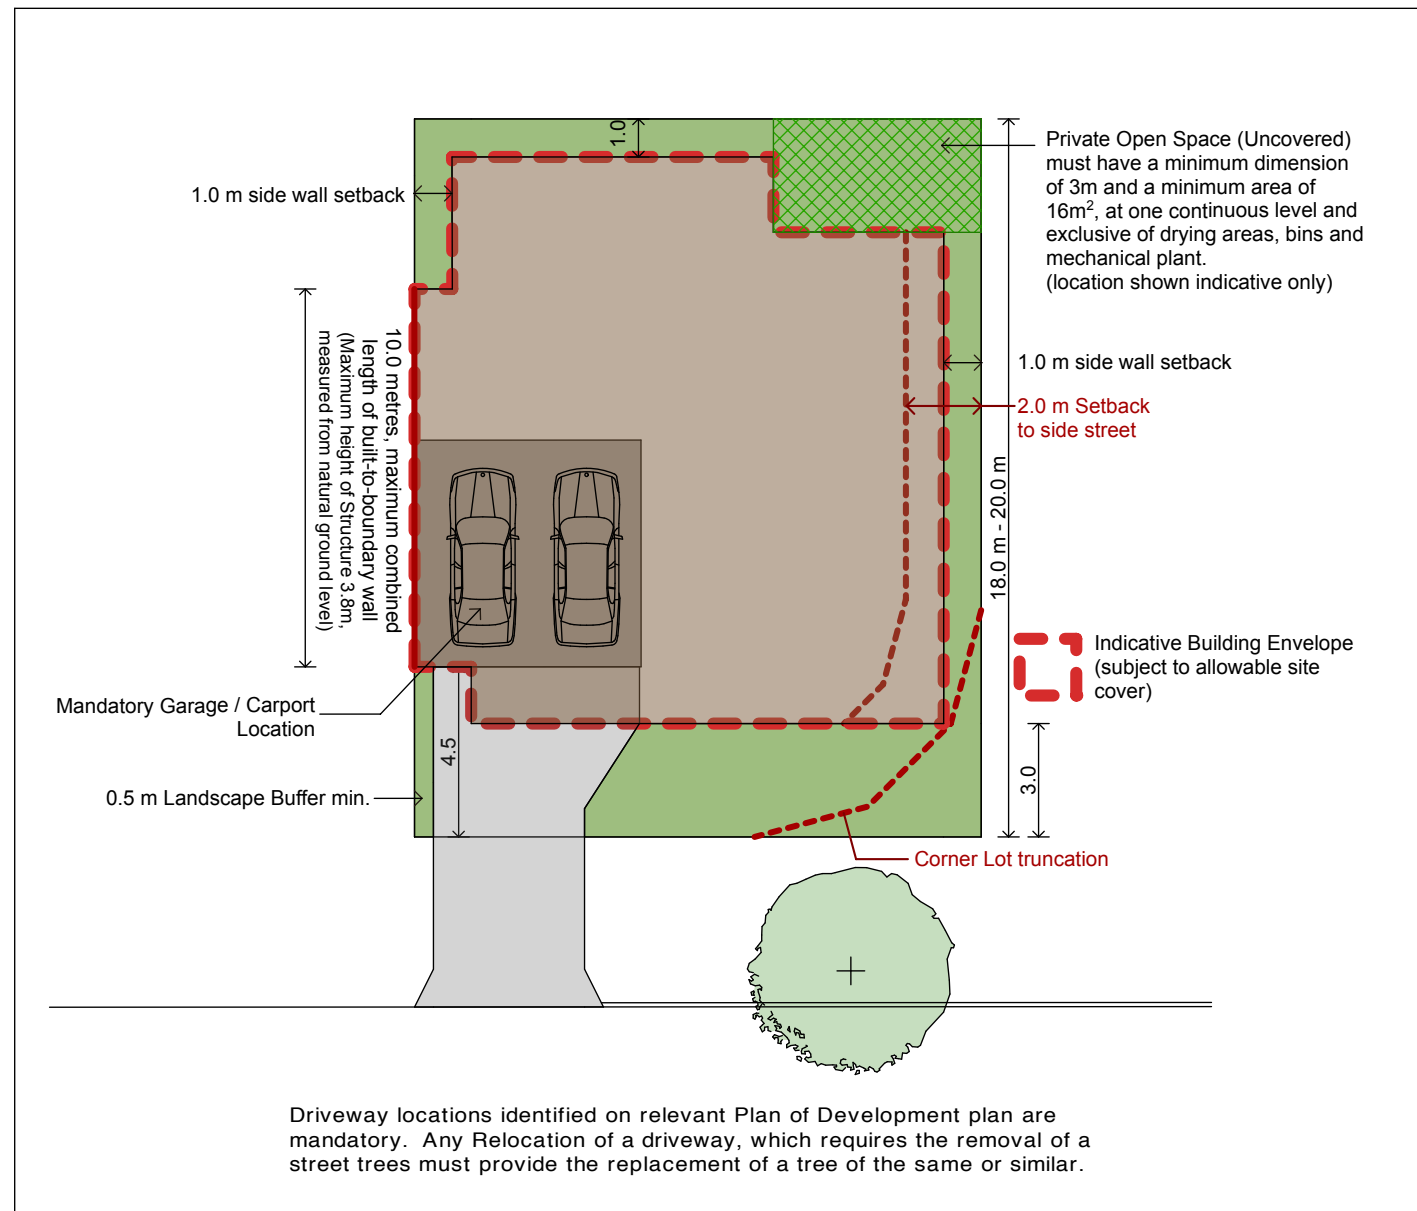 1.0
Private Open Space (Uncovered)
must have a minimum dimension
of 3m and a minimum area of
16m², at one continuous level and
exclusive of drying areas, bins and
mechanical plant.
(location shown indicative only)
1.0 m side wall setback
10.0 metres, maximum combined
length of built-to-boundary wall
(Maximum height of Structure 3.8m,
measured from natural ground level)
1.0 m side wall setback
2.0 m Setback
to side street
18.0 m - 20.0 m
Indicative Building Envelope
(subject to allowable site
cover)
Mandatory Garage / Carport
Location
4.5
3.0
0.5 m Landscape Buffer min.
Corner Lot truncation
Driveway locations identified on relevant Plan of Development plan are
mandatory. Any Relocation of a driveway, which requires the removal of a
street trees must provide the replacement of a tree of the same or similar.